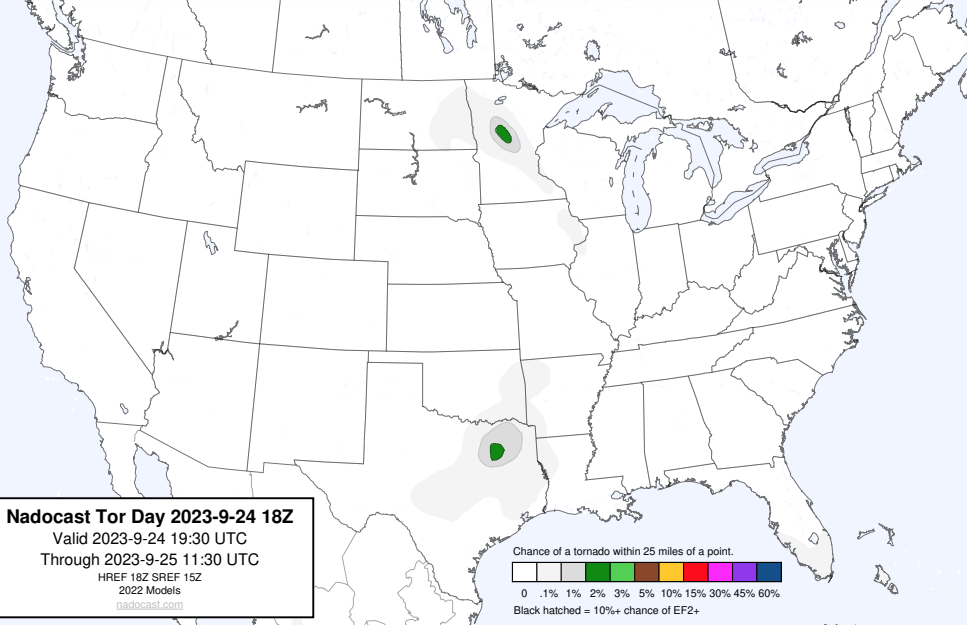 Nadocast Tor Day 2023-9-24 18Z
Valid 2023-9-24 19:30 UTC
Through 2023-9-25 11:30 UTC
HREF 18Z SREF 15Z
2022 Models
nadocast.com
Chance of a tornado within 25 miles of a point.
0 .1% 1% 2% 3% 5% 10% 15% 30% 45% 60%
Black hatched = 10%+ chance of EF2+